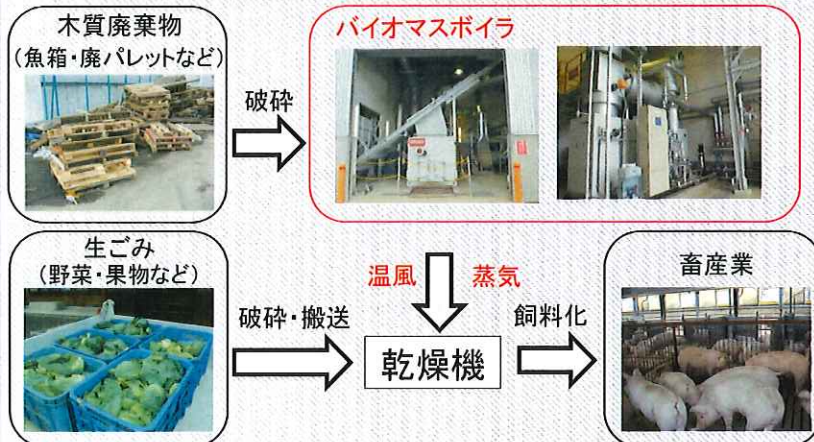 木質廃棄物
(魚箱・廃パレットなど)
破砕
バイオマスボイラ
生ごみ
(野菜・果物など)
破砕・搬送
温風
蒸気
乾燥機
飼料化
畜産業